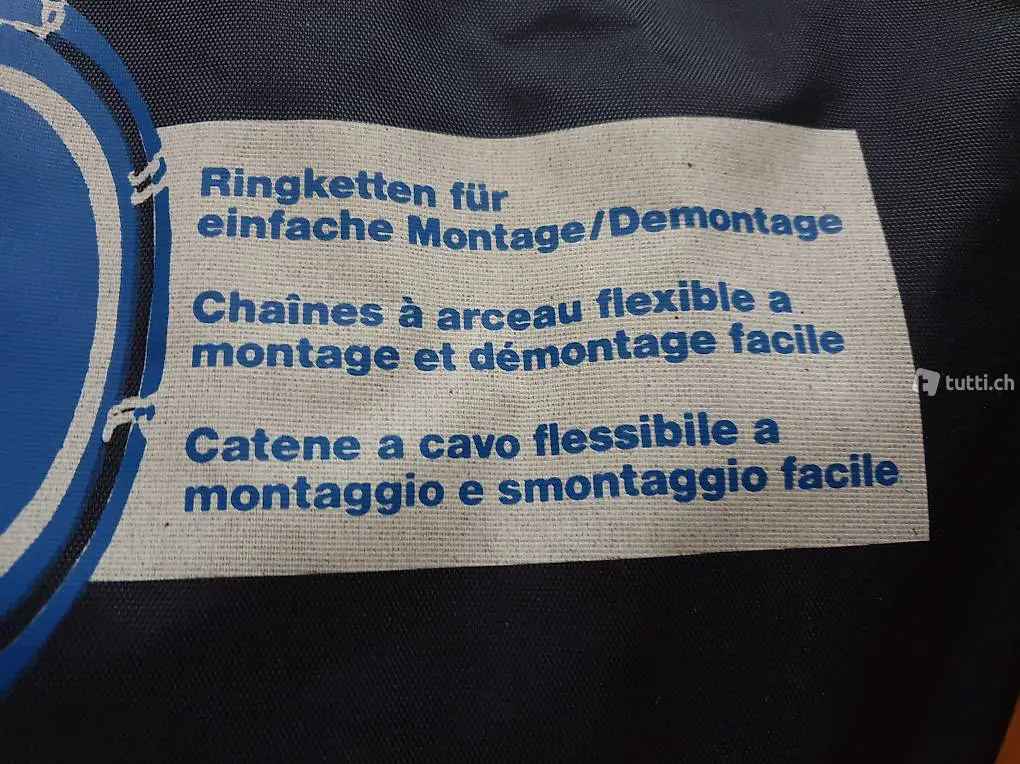 Ringketten für
einfache Montage/Demontage
Chaînes à arceau flexible a
montage et démontage facile
Catene a cavo flessibile a
montaggio e smontaggio facile
tutti.ch